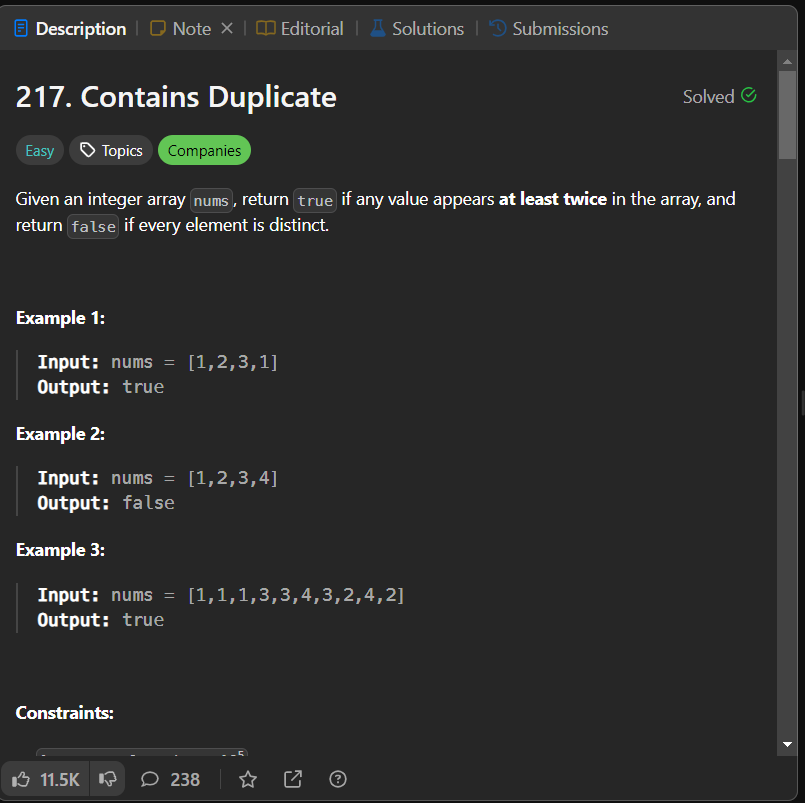 Description Note Editorial Solutions Submissions
217. Contains Duplicate
Solved
Easy Topics Companies
Given an integer array nums, return true if any value appears at least twice in the array, and
return false if every element is distinct.
Example 1:
Input: nums = [1,2,3,1]
Output: true
Example 2:
Input: nums = [1,2,3,4]
Output: false
Example 3:
Input: nums = [1,1,1,3,3,4,3,2,4,2]
Output: true
Constraints:
11.5K 238